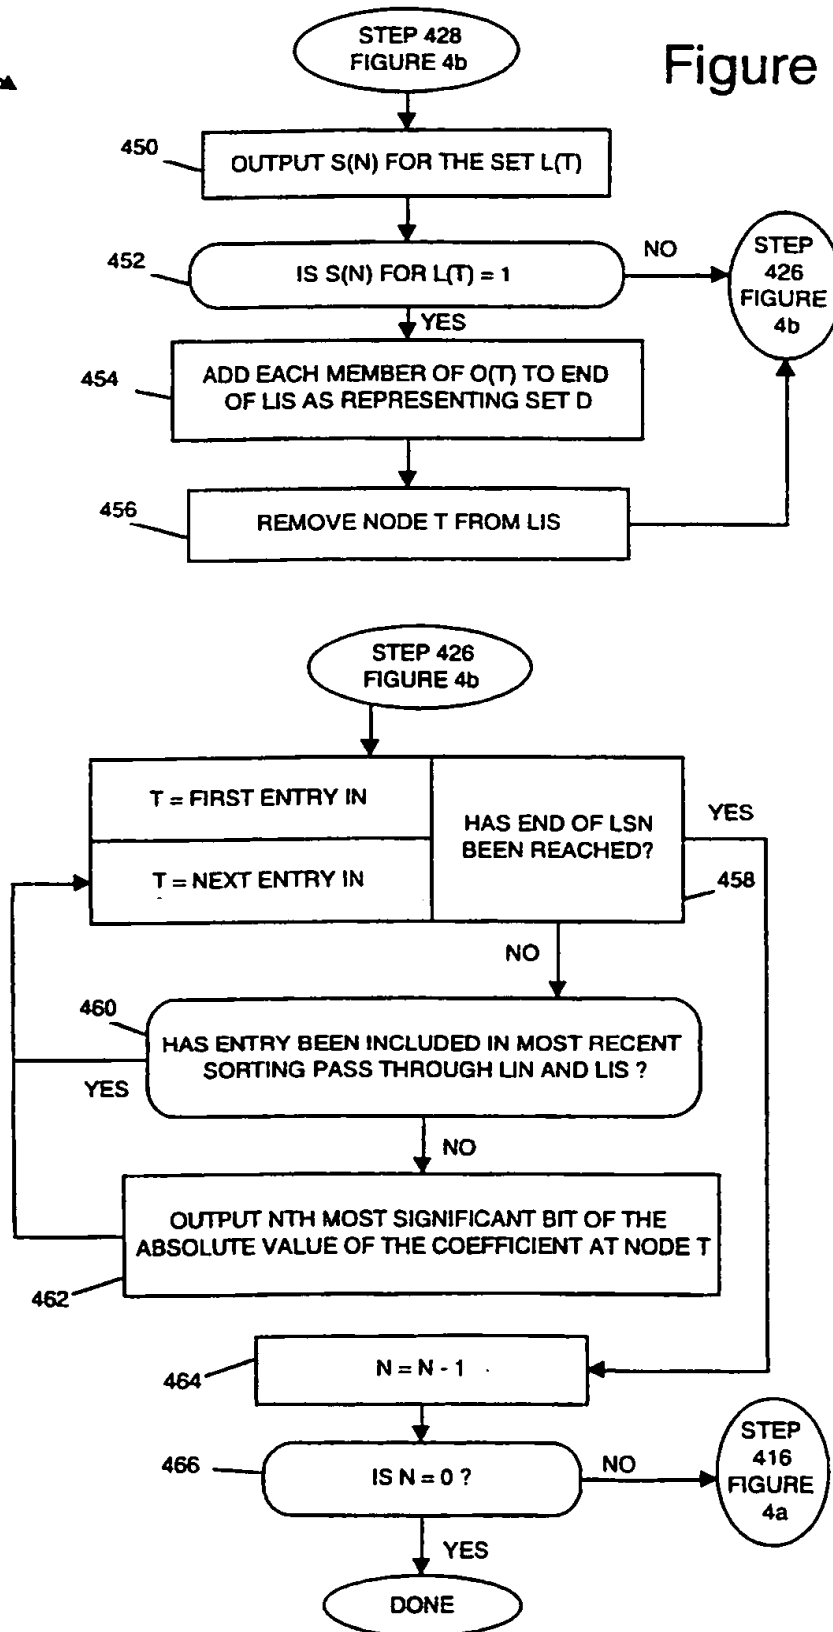 STEP 428
FIGURE 4b
Figure
450
OUTPUT S(N) FOR THE SET L(T)
452
IS S(N) FOR L(T) = 1
NO
STEP
426
FIGURE
4b
YES
454
ADD EACH MEMBER OF O(T) TO END
OF LIS AS REPRESENTING SET D
456
REMOVE NODE T FROM LIS
STEP 426
FIGURE 4b
T = FIRST ENTRY IN
T = NEXT ENTRY IN
HAS END OF LSN
BEEN REACHED?
YES
458
NO
460
HAS ENTRY BEEN INCLUDED IN MOST RECENT
SORTING PASS THROUGH LIN AND LIS ?
YES
NO
OUTPUT NTH MOST SIGNIFICANT BIT OF THE
ABSOLUTE VALUE OF THE COEFFICIENT AT NODE T
462
464
N = N - 1
466
IS N = 0 ?
NO
STEP
416
FIGURE
4a
YES
DONE